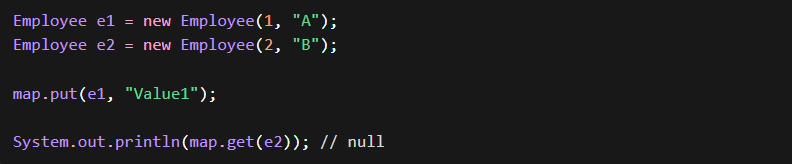 Employee e1 = new Employee(1, "A");
Employee e2 = new Employee(2, "B");
map.put(e1, "Value1");
System.out.println(map.get(e2)); // null